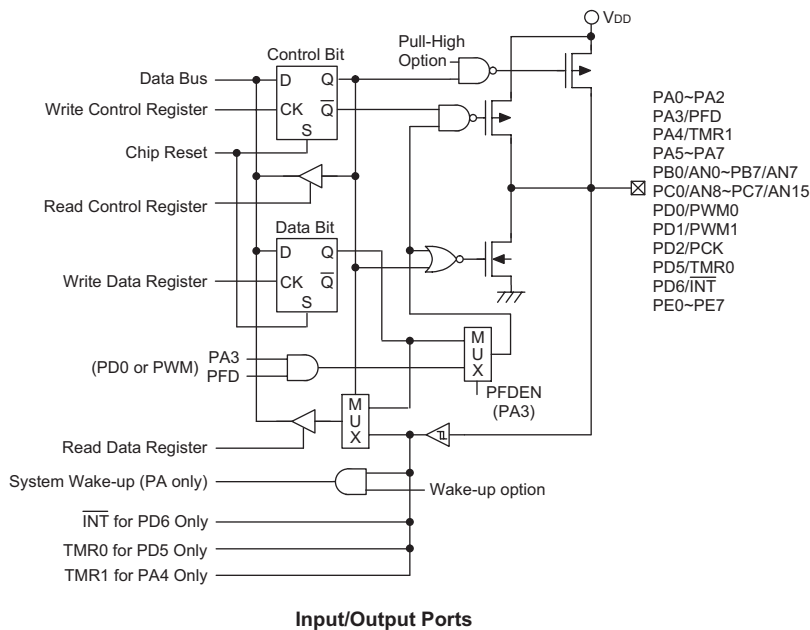 VDD
Control Bit
Pull-High
Option
Data Bus
D
Q
Write Control Register
CK
Q
S
Chip Reset
Read Control Register
Data Bit
D
Q
Write Data Register
CK
Q
S
(PD0 or PWM)
PA3
PFD
M
U
X
PFDEN
(PA3)
M
U
X
Read Data Register
System Wake-up (PA only)
Wake-up option
INT for PD6 Only
TMR0 for PD5 Only
TMR1 for PA4 Only
PA0~PA2
PA3/PFD
PA4/TMR1
PA5~PA7
PB0/AN0~PB7/AN7
PC0/AN8~PC7/AN15
PD0/PWM0
PD1/PWM1
PD2/PCK
PD5/TMR0
PD6/INT
PE0~PE7
Input/Output Ports